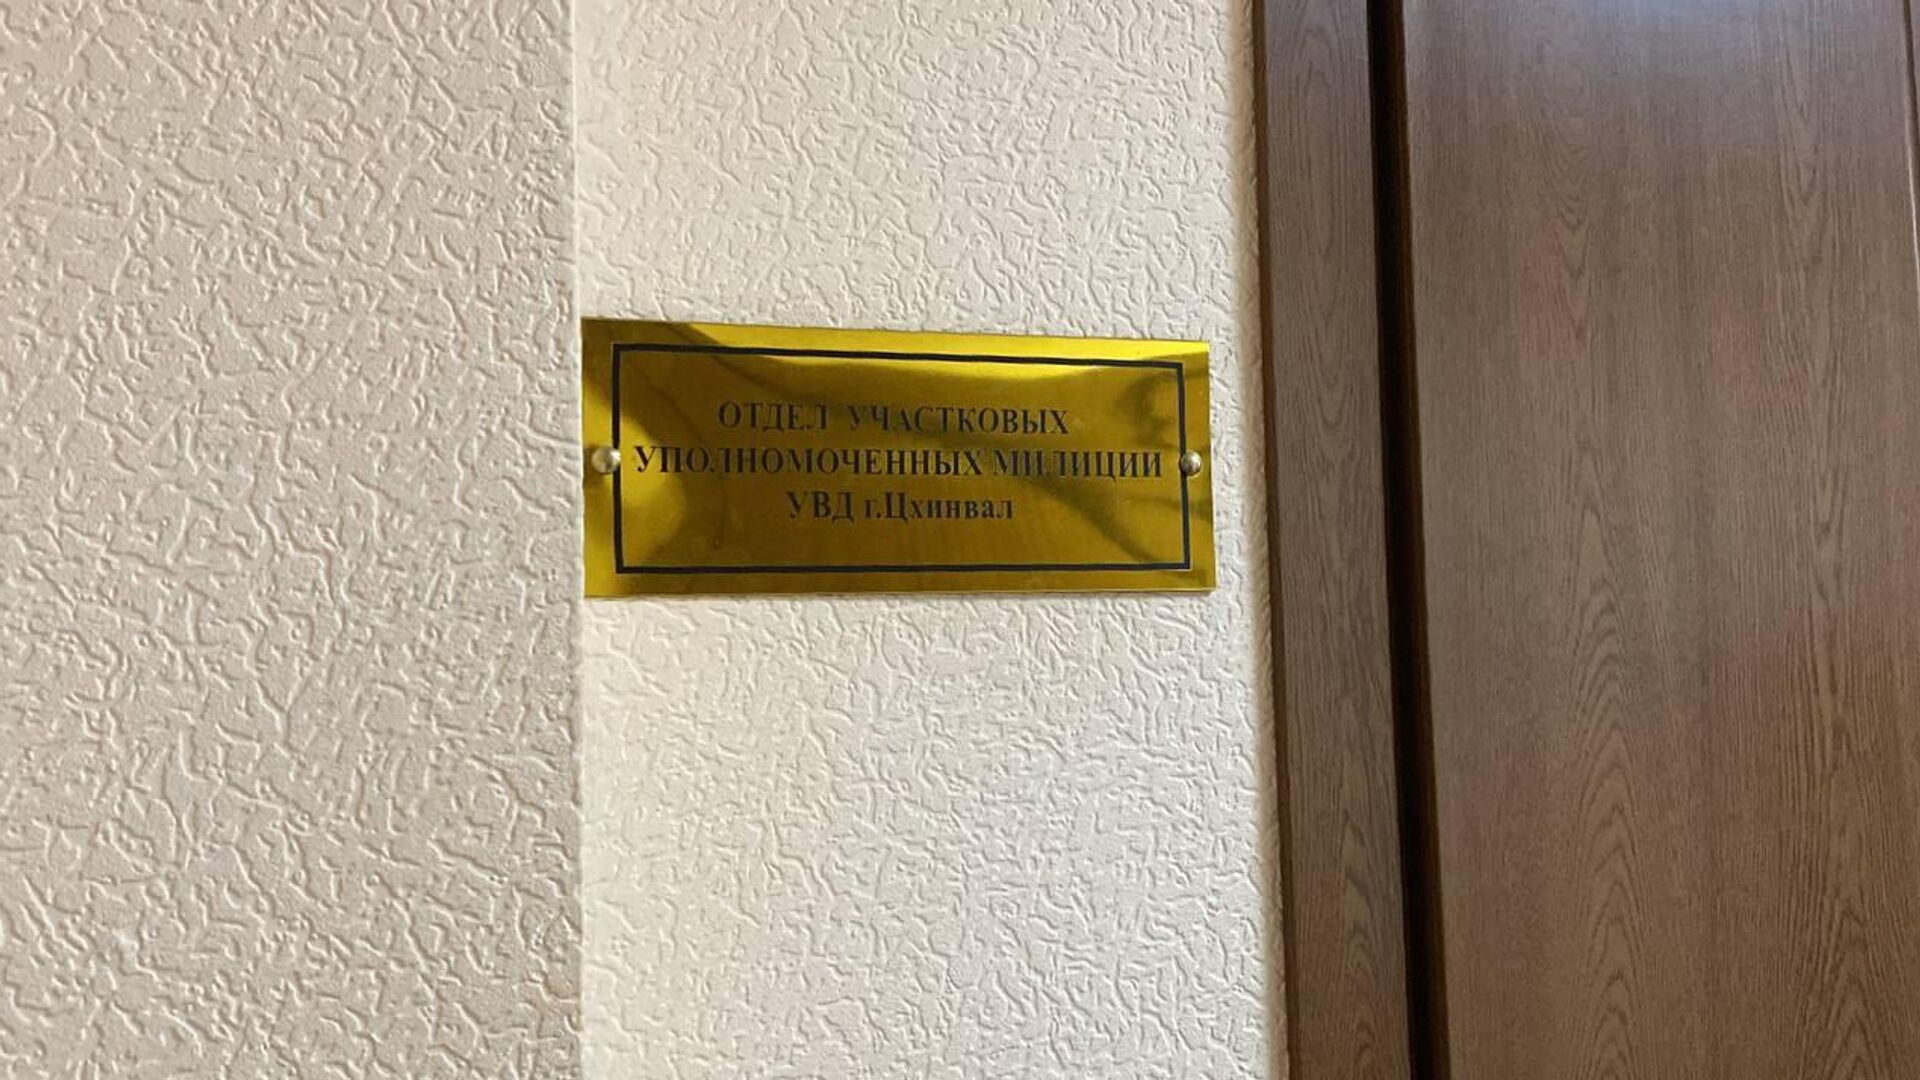 ОТДЕЛ УЧАСТКОВЫХ
УПОЛНОМОЧЕННЫХ МИЛИЦИИ
УВД г.Цхинвал